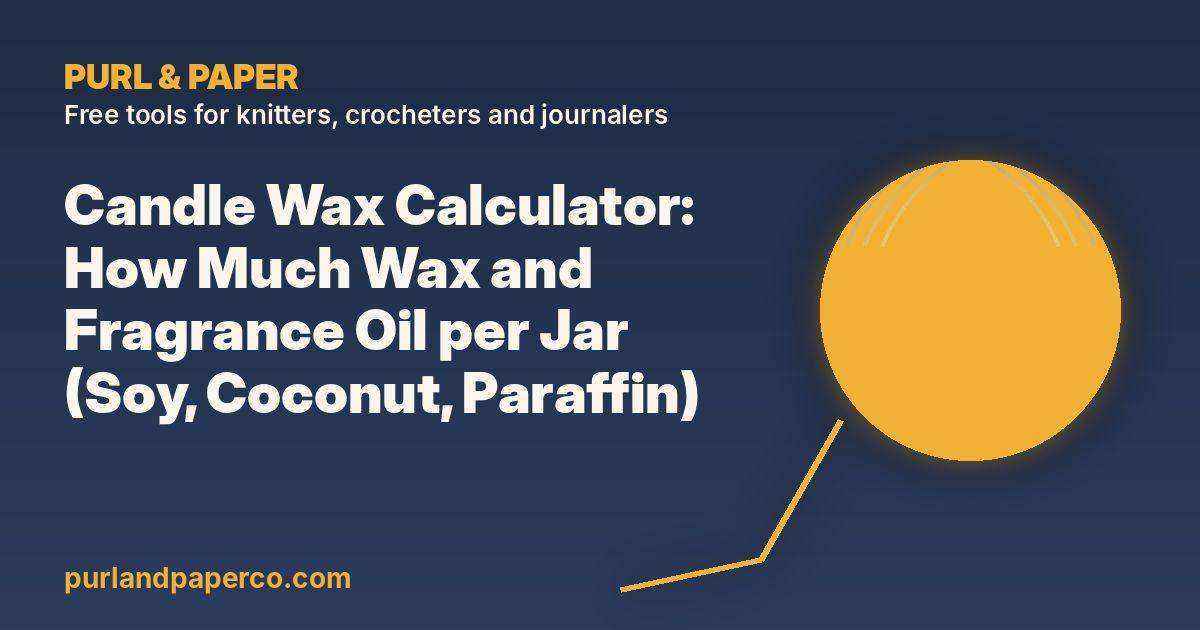 PURL & PAPER
Free tools for knitters, crocheters and journalers
Candle Wax Calculator:
How Much Wax and
Fragrance Oil per Jar
(Soy, Coconut, Paraffin)
purlandpaperco.com